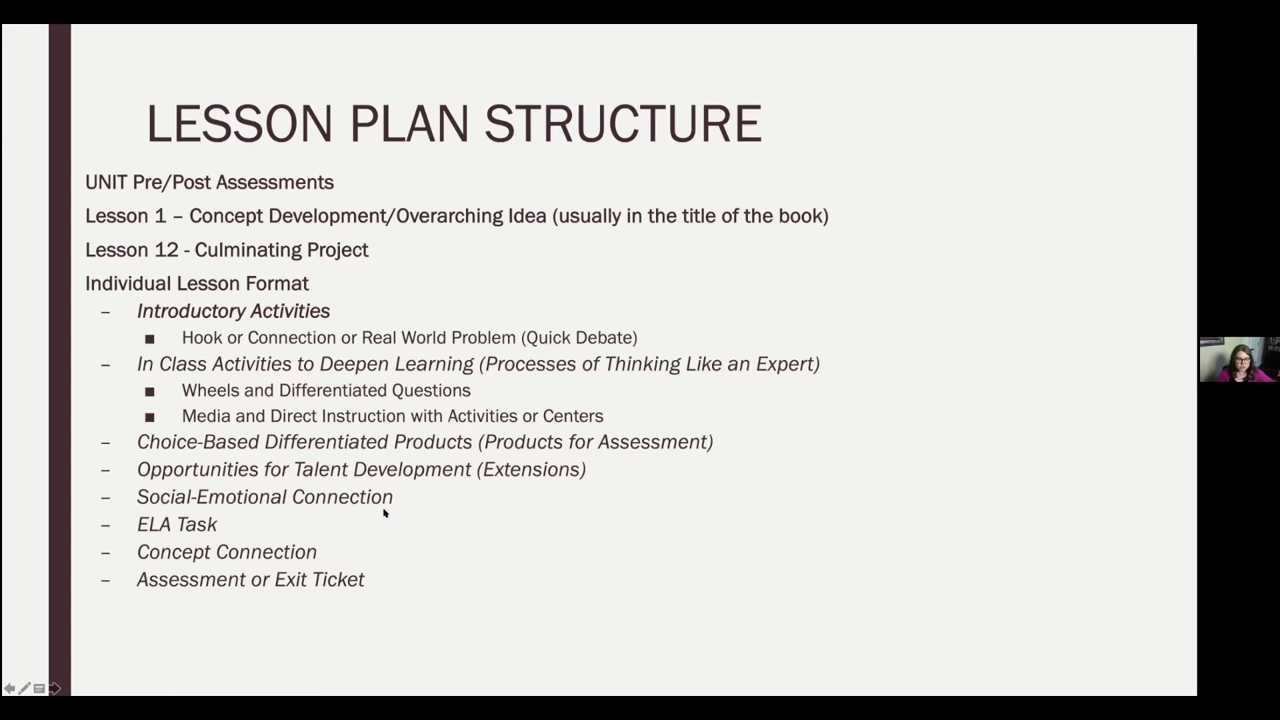 LESSON PLAN STRUCTURE
UNIT Pre/Post Assessments
Lesson 1 – Concept Development/Overarching Idea (usually in the title of the book)
Lesson 12 - Culminating Project
Individual Lesson Format
– Introductory Activities
■ Hook or Connection or Real World Problem (Quick Debate)
– In Class Activities to Deepen Learning (Processes of Thinking Like an Expert)
■ Wheels and Differentiated Questions
■ Media and Direct Instruction with Activities or Centers
– Choice-Based Differentiated Products (Products for Assessment)
– Opportunities for Talent Development (Extensions)
– Social-Emotional Connection
– ELA Task
– Concept Connection
– Assessment or Exit Ticket